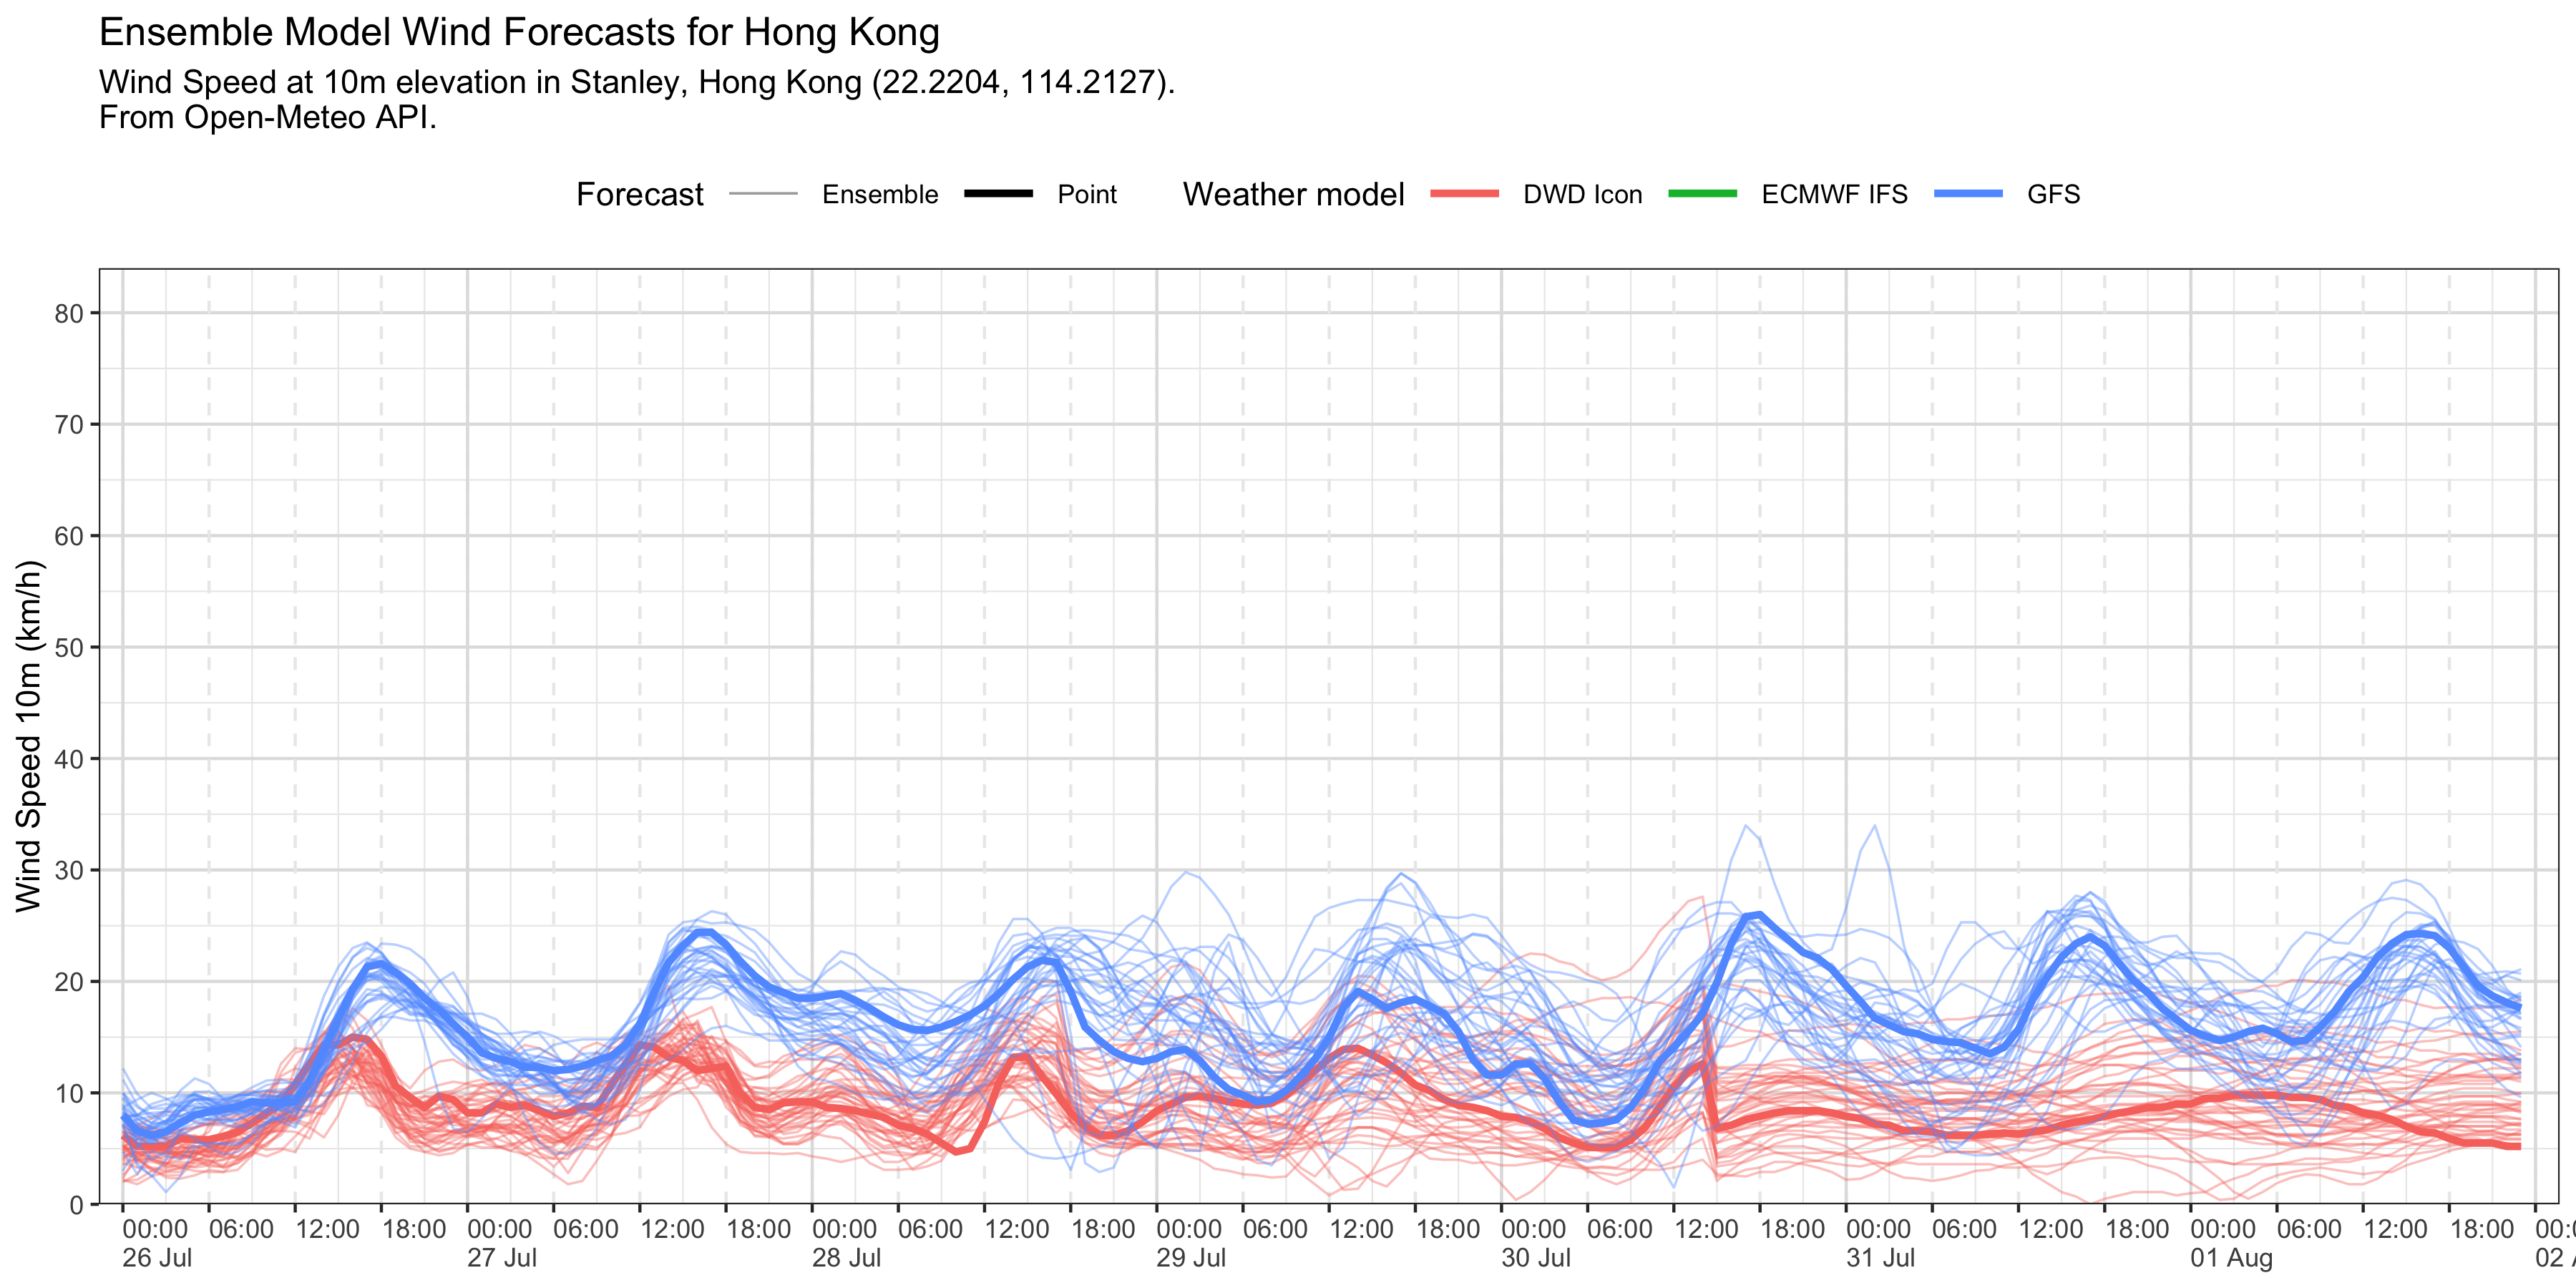 Ensemble Model Wind Forecasts for Hong Kong
Wind Speed at 10m elevation in Stanley, Hong Kong (22.2204, 114.2127).
From Open-Meteo API.
Forecast Ensemble Point Weather model DWD Icon ECMWF IFS GFS
Wind Speed 10m (km/h)
80
70
60
50
40
30
20
10
0
00:00 06:00 12:00 18:00 00:00 06:00 12:00 18:00 00:00 06:00 12:00 18:00 00:00 06:00 12:00 18:00 00:00 06:00 12:00 18:00 00:00 06:00 12:00 18:00 00:00 06:00 12:00 18:00
26 Jul 27 Jul 28 Jul 29 Jul 30 Jul 31 Jul 01 Aug 02